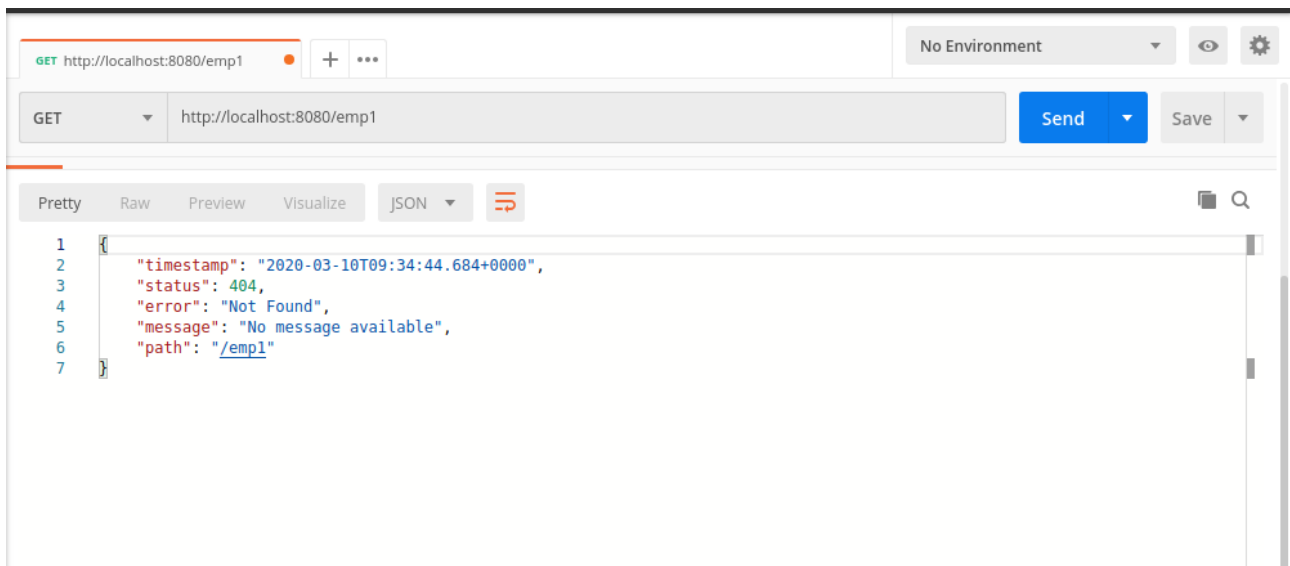 GET http://localhost:8080/emp1
No Environment
GET http://localhost:8080/emp1 Send Save
Pretty Raw Preview Visualize JSON
1 {
2 "timestamp": "2020-03-10T09:34:44.684+0000",
3 "status": 404,
4 "error": "Not Found",
5 "message": "No message available",
6 "path": "/emp1"
7 }